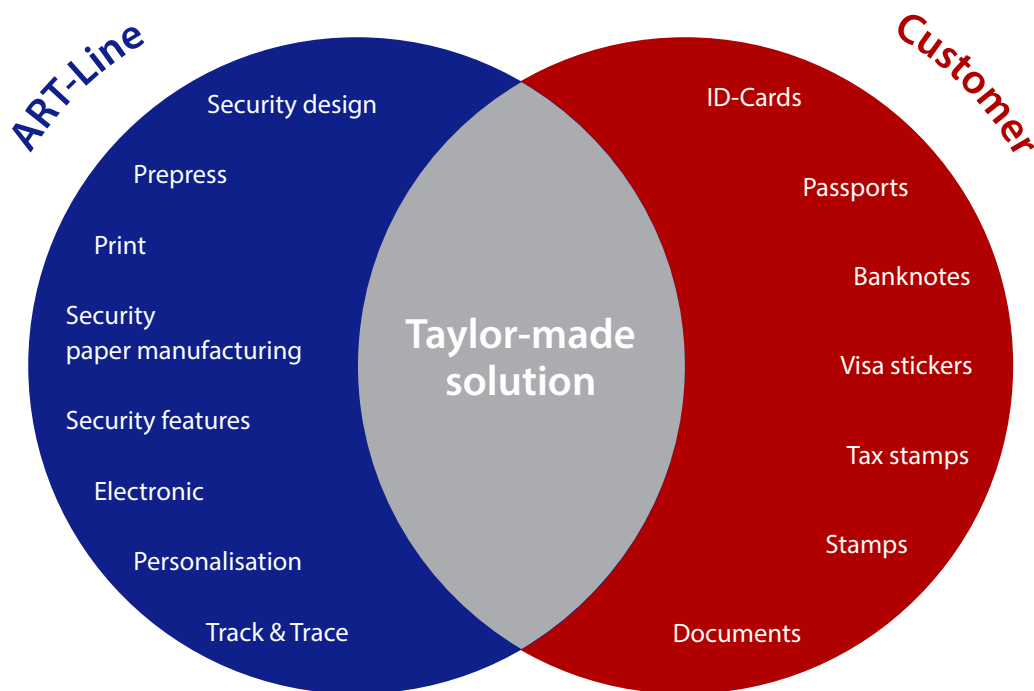 ART-Line
Security design
Prepress
Print
Security
paper manufacturing
Security features
Electronic
Personalisation
Track & Trace
Taylor-made
solution
Customer
ID-Cards
Passports
Banknotes
Visa stickers
Tax stamps
Stamps
Documents